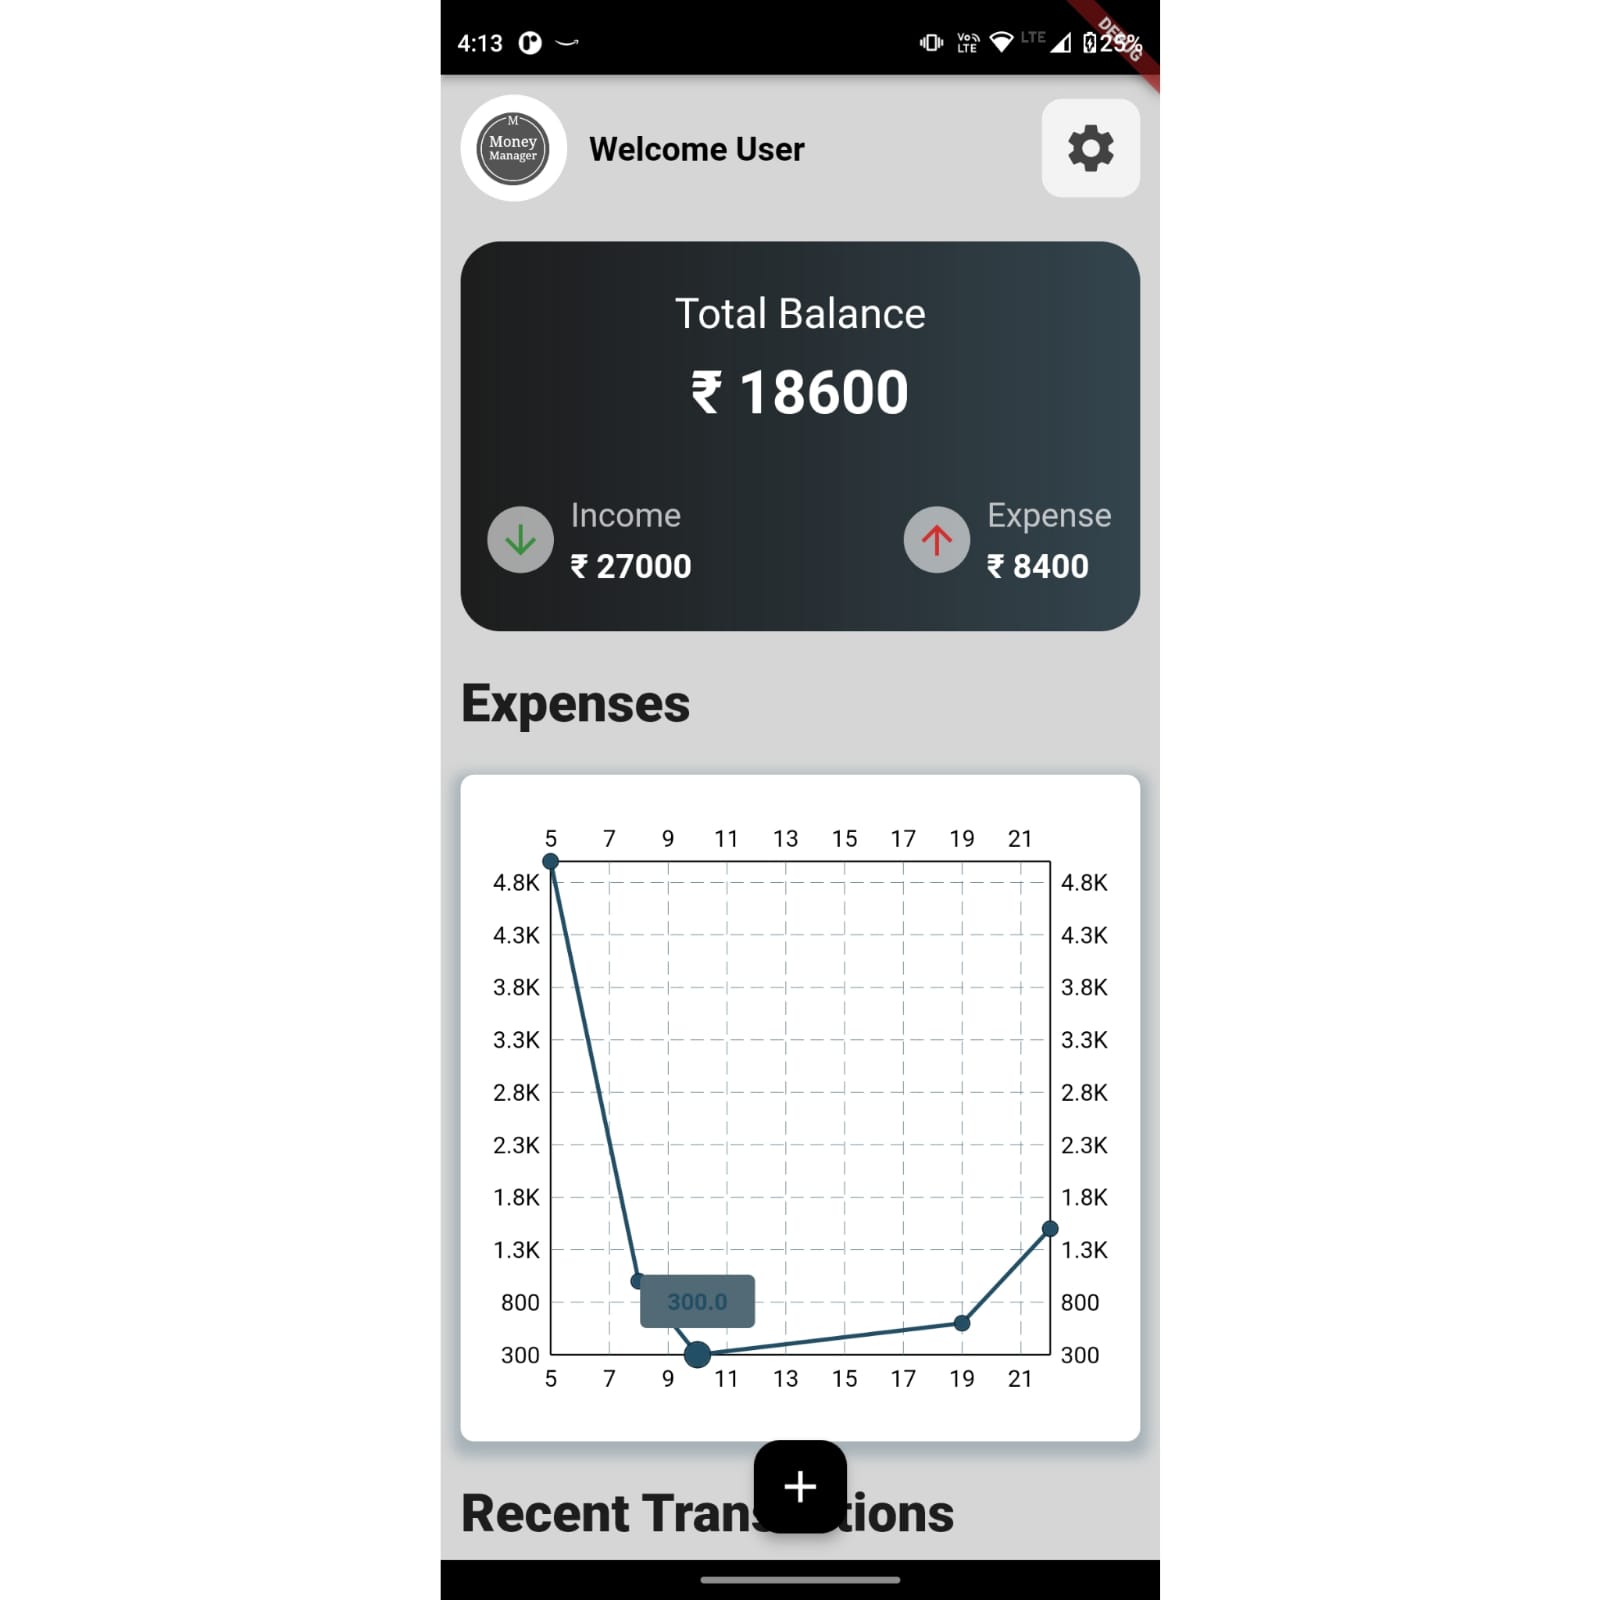 4:13 Vo LTE LTE 25%
DEBUG
M
Money
Manager
Welcome User
Total Balance
₹ 18600
Income
₹ 27000
Expense
₹ 8400
Expenses
5 7 9 11 13 15 17 19 21
4.8K 4.8K
4.3K 4.3K
3.8K 3.8K
3.3K 3.3K
2.8K 2.8K
2.3K 2.3K
1.8K 1.8K
1.3K 1.3K
800 300.0 800
300 300
5 7 9 11 13 15 17 19 21
+
Recent Trans tions